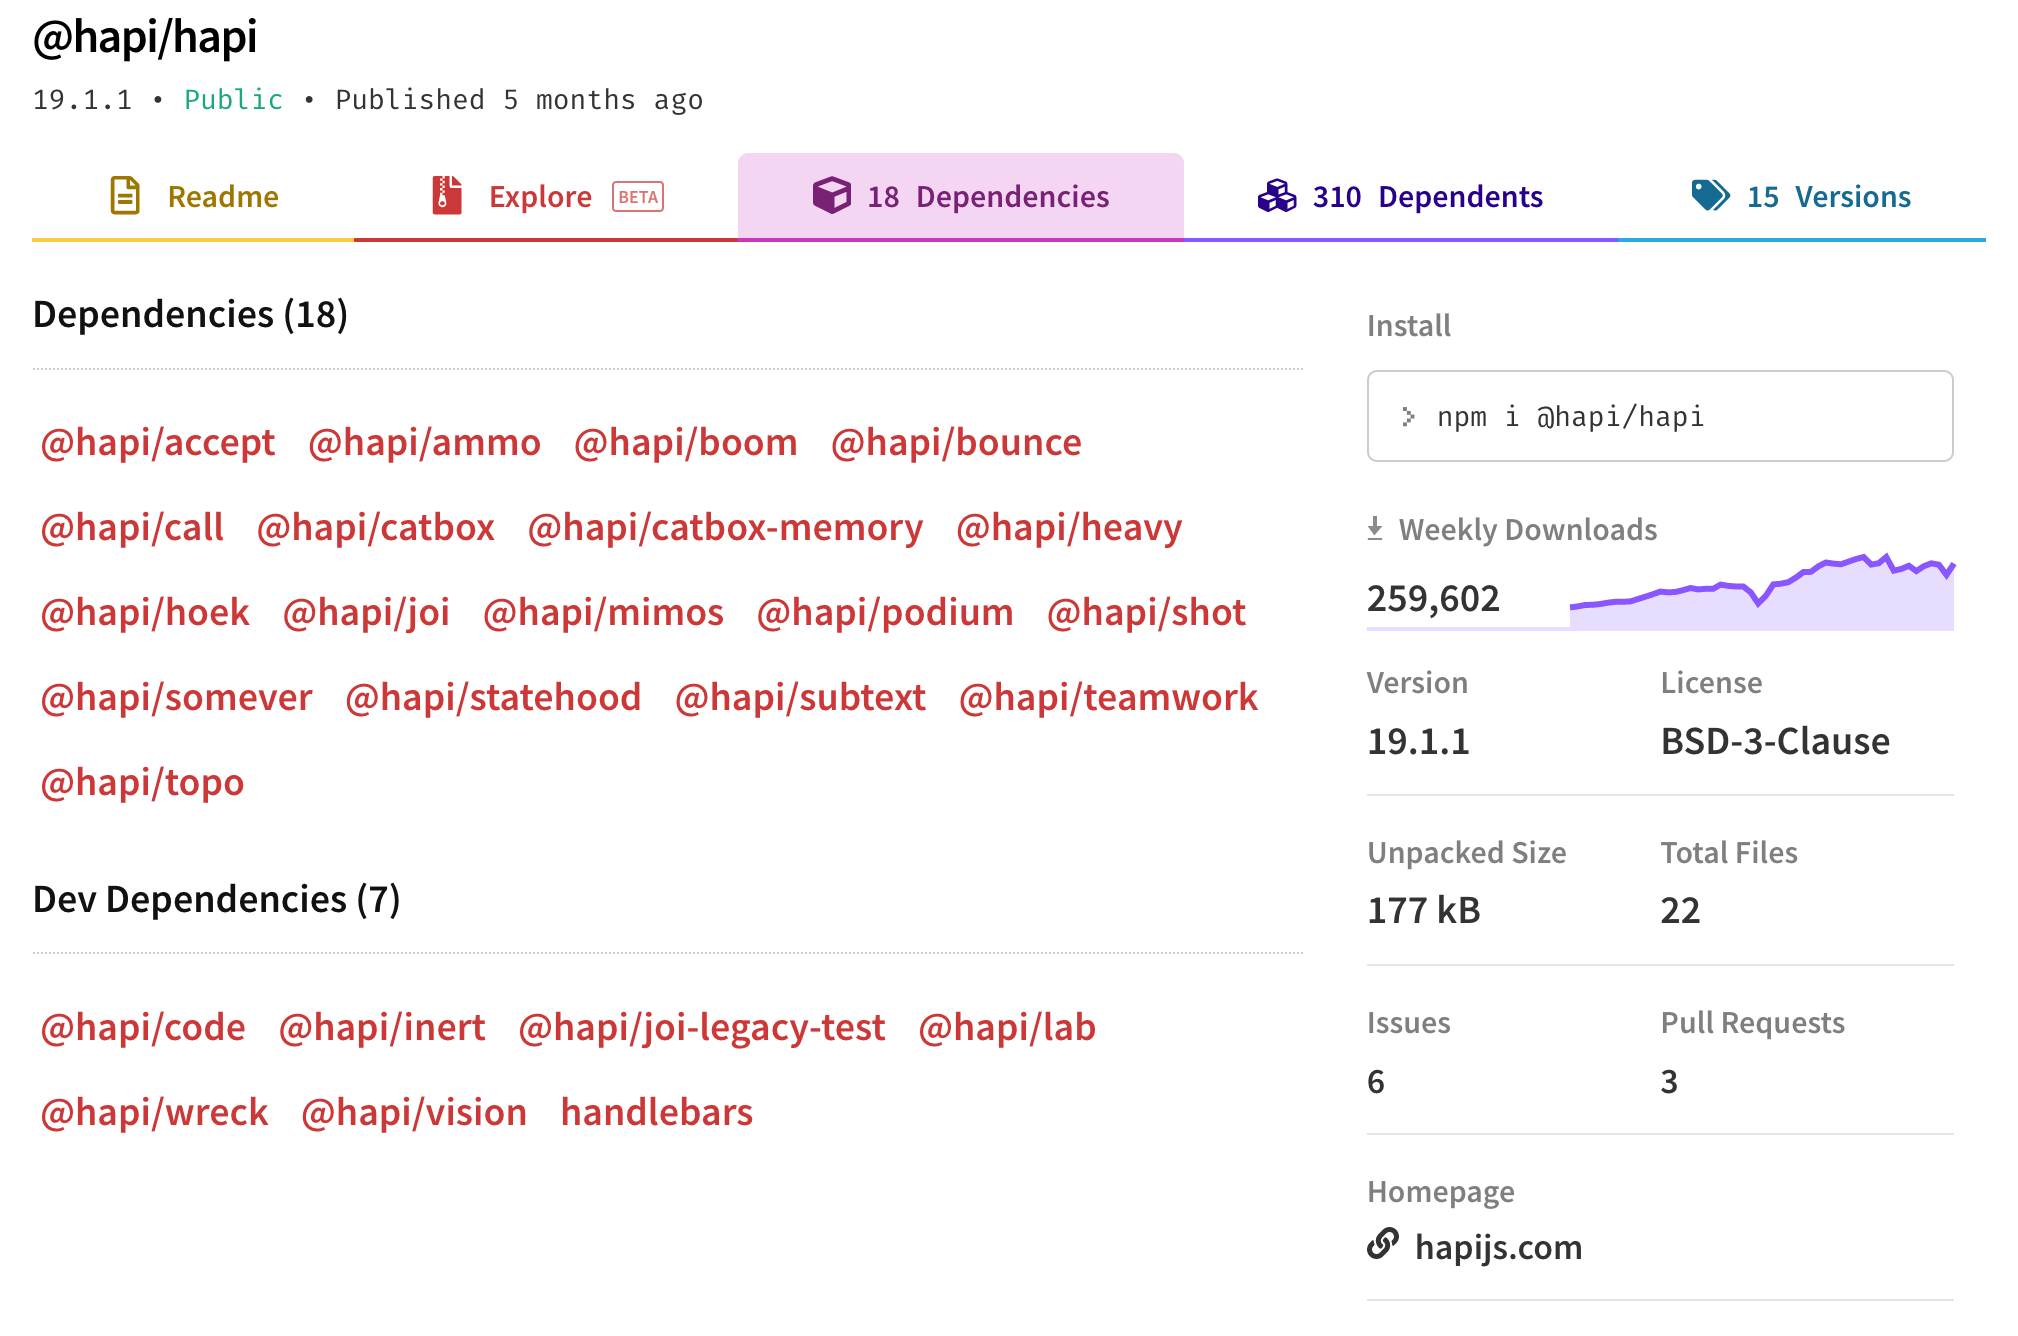 @hapi/hapi
19.1.1 • Public • Published 5 months ago
Readme Explore BETA 18 Dependencies 310 Dependents 15 Versions
Dependencies (18)
@hapi/accept @hapi/ammo @hapi/boom @hapi/bounce
@hapi/call @hapi/catbox @hapi/catbox-memory @hapi/heavy
@hapi/hoek @hapi/joi @hapi/mimos @hapi/podium @hapi/shot
@hapi/somever @hapi/statehood @hapi/subtext @hapi/teamwork
@hapi/topo
Dev Dependencies (7)
@hapi/code @hapi/inert @hapi/joi-legacy-test @hapi/lab
@hapi/wreck @hapi/vision handlebars
Install
> npm i @hapi/hapi
Weekly Downloads
259,602
Version License
19.1.1 BSD-3-Clause
Unpacked Size Total Files
177 kB 22
Issues Pull Requests
6 3
Homepage
hapijs.com